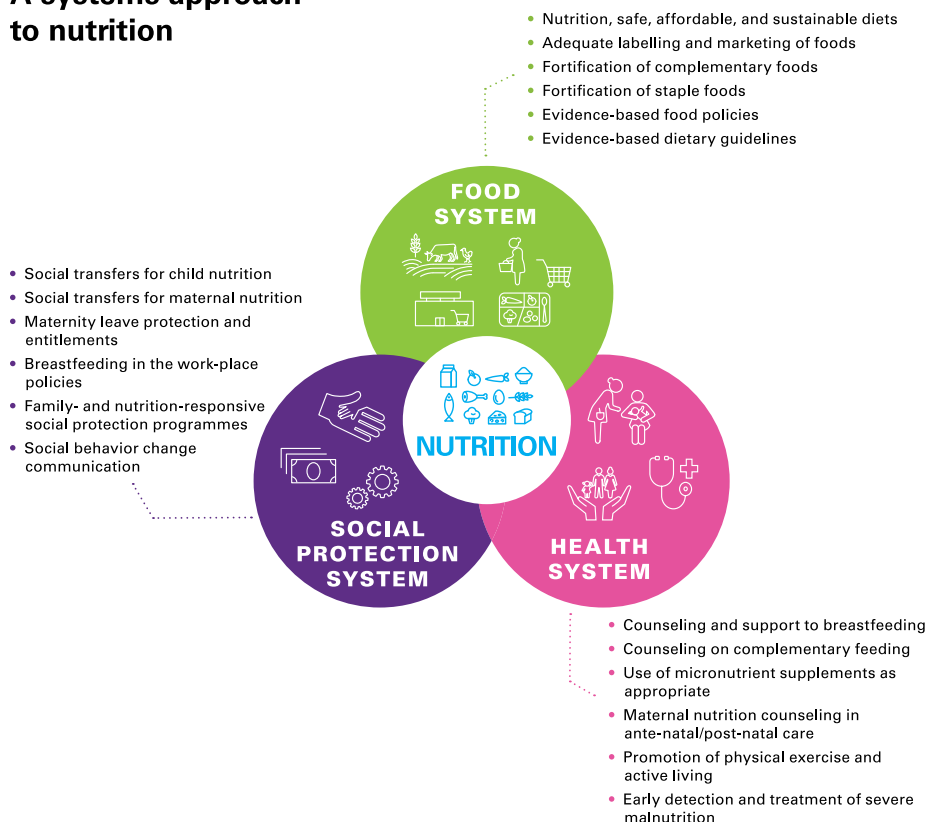 A systems approach
to nutrition
• Nutrition, safe, affordable, and sustainable diets
• Adequate labelling and marketing of foods
• Fortification of complementary foods
• Fortification of staple foods
• Evidence-based food policies
• Evidence-based dietary guidelines
FOOD
SYSTEM
• Social transfers for child nutrition
• Social transfers for maternal nutrition
• Maternity leave protection and
entitlements
• Breastfeeding in the work-place
policies
• Family- and nutrition-responsive
social protection programmes
• Social behavior change
communication
NUTRITION
SOCIAL
PROTECTION
SYSTEM
HEALTH
SYSTEM
• Counseling and support to breastfeeding
• Counseling on complementary feeding
• Use of micronutrient supplements as
appropriate
• Maternal nutrition counseling in
ante-natal/post-natal care
• Promotion of physical exercise and
active living
• Early detection and treatment of severe
malnutrition